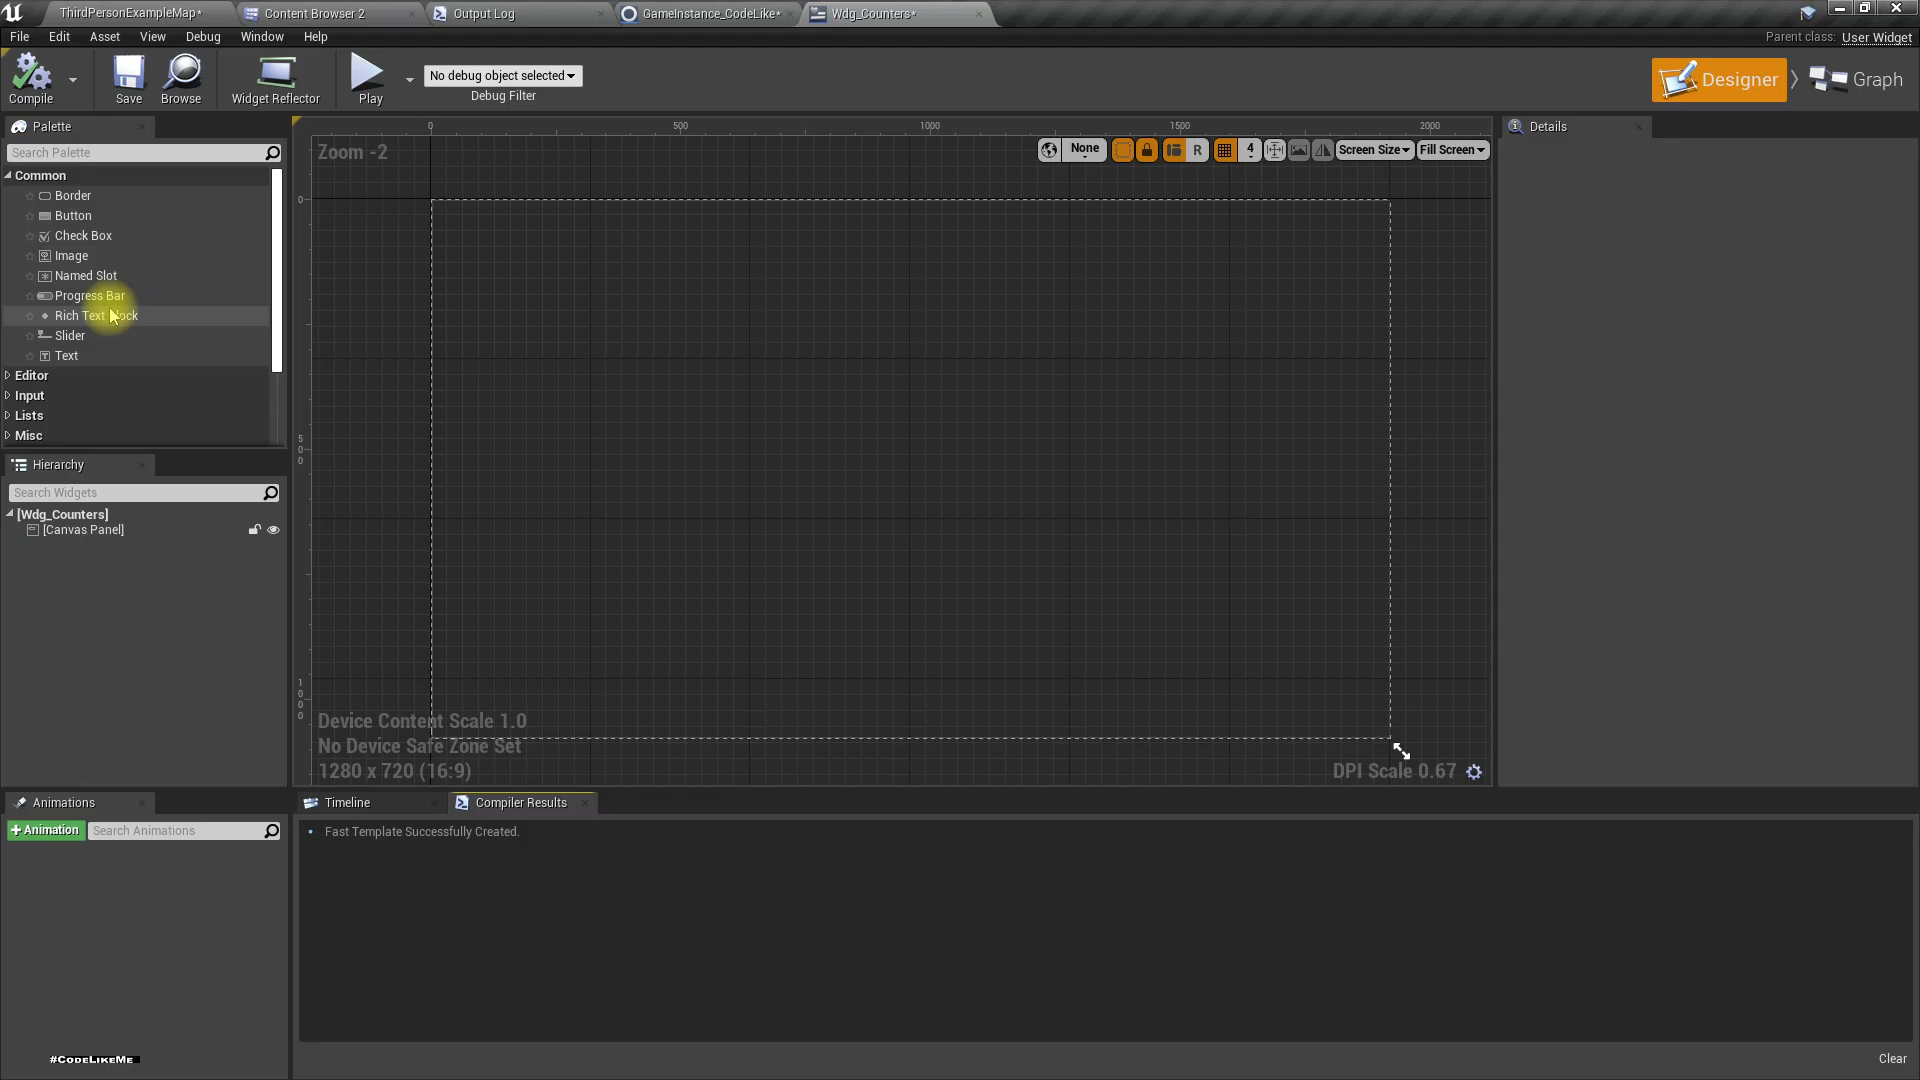 ThirdPersonExampleMap*
Content Browser 2
Output Log
GameInstance_CodeLike*
Wdg_Counters*
File Edit Asset View Debug Window Help
Parent class: User Widget
Compile
Save
Browse
Widget Reflector
Play
No debug object selected
Debug Filter
Designer
Graph
Palette
Search Palette
Common
Border
Button
Check Box
Image
Named Slot
Progress Bar
Rich Text
Slider
Text
Editor
Input
Lists
Misc
Hierarchy
Search Widgets
[Wdg_Counters]
[Canvas Panel]
Animations
+Animation
Search Animations
0 500 1000 1500 2000
Zoom -2
None
R
4
Screen Size
Fill Screen
0
500
1000
Device Content Scale 1.0
No Device Safe Zone Set
1280 x 720 (16:9)
DPI Scale 0.67
Details
Timeline
Compiler Results
Fast Template Successfully Created.
Clear
#CodeLikeMe